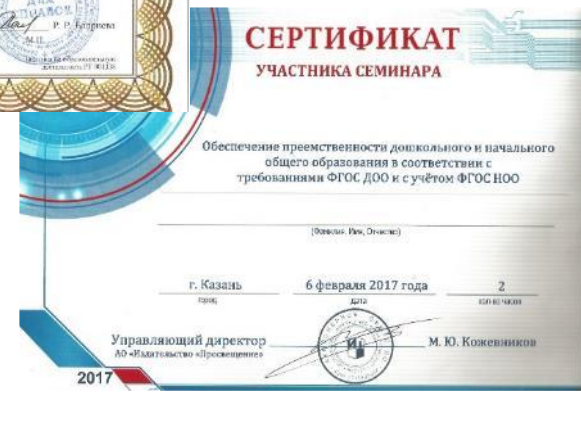 Р. Р.
М.П.
СЕРТИФИКАТ
УЧАСТНИКА СЕМИНАРА
Обеспечение преемственности дошкольного и начального
общего образования в соответствии с
требованиями ФГОС ДОО и с учётом ФГОС НОО
(Фамилия, Имя, Отчество)
г. Казань 6 февраля 2017 года 2
город дата кол-во часов
Управляющий директор М. Ю. Кожевников
АО «Издательство «Просвещение»
2017